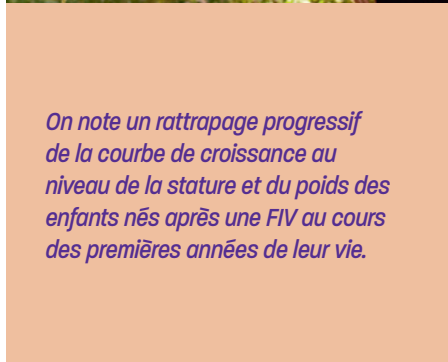 On note un rattrapage progressif
de la courbe de croissance au
niveau de la stature et du poids des
enfants nés après une FIV au cours
des premières années de leur vie.